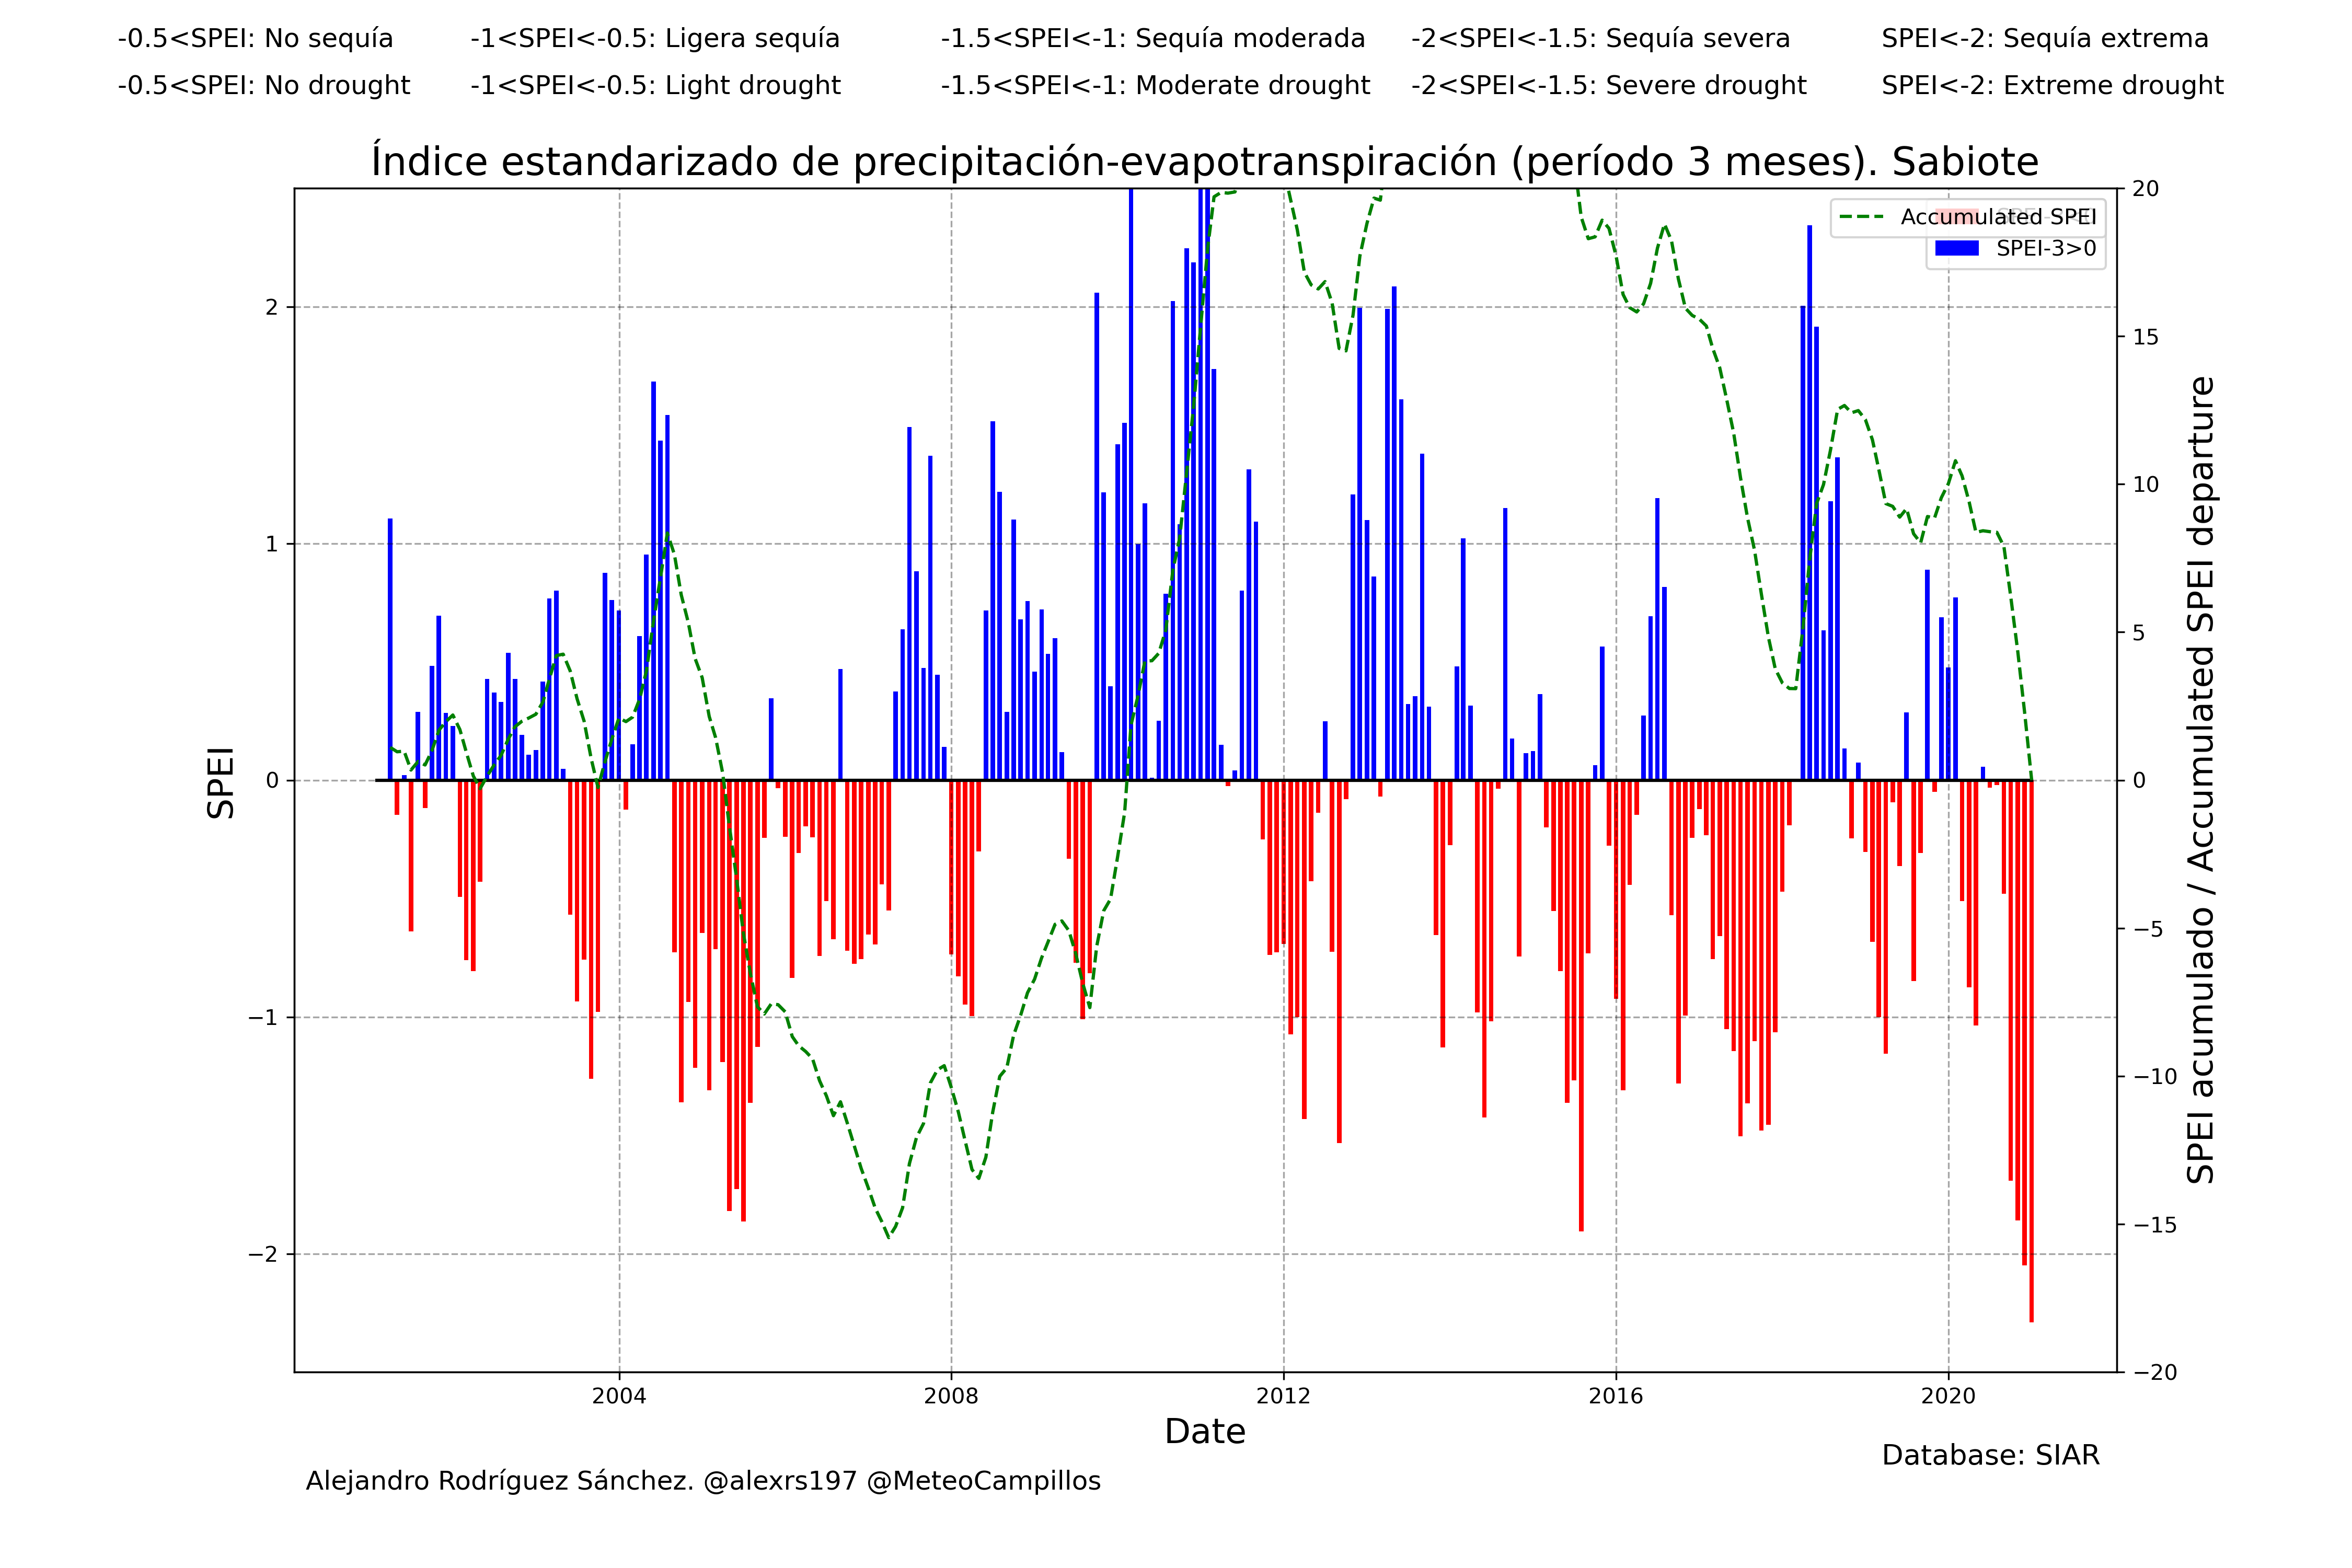 -0.5<SPEI: No sequía -1<SPEI<-0.5: Ligera sequía -1.5<SPEI<-1: Sequía moderada -2<SPEI<-1.5: Sequía severa SPEI<-2: Sequía extrema
-0.5<SPEI: No drought -1<SPEI<-0.5: Light drought -1.5<SPEI<-1: Moderate drought -2<SPEI<-1.5: Severe drought SPEI<-2: Extreme drought
Índice estandarizado de precipitación-evapotranspiración (período 3 meses). Sabiote
Accumulated SPEI
SPEI-3>0
SPEI
2
1
0
−1
−2
20
15
10
5
0
−5
−10
−15
−20
SPEI acumulado / Accumulated SPEI departure
2004 2008 2012 2016 2020
Date
Database: SIAR
Alejandro Rodríguez Sánchez. @alexrs197 @MeteoCampillos